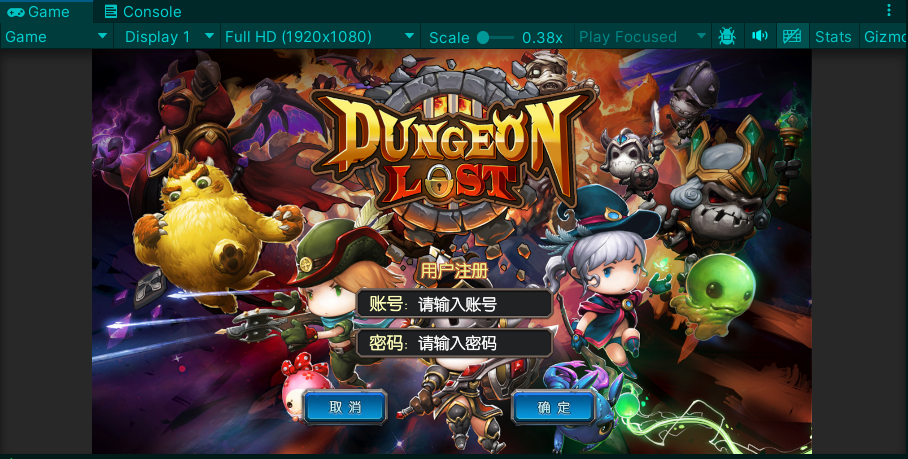 Game
Console
Game
Display 1
Full HD (1920x1080)
Scale
0.38x
Play Focused
Stats
Gizmo
DUNGEON
LOST
用户注册
账号: 请输入账号
密码: 请输入密码
取 消
确 定